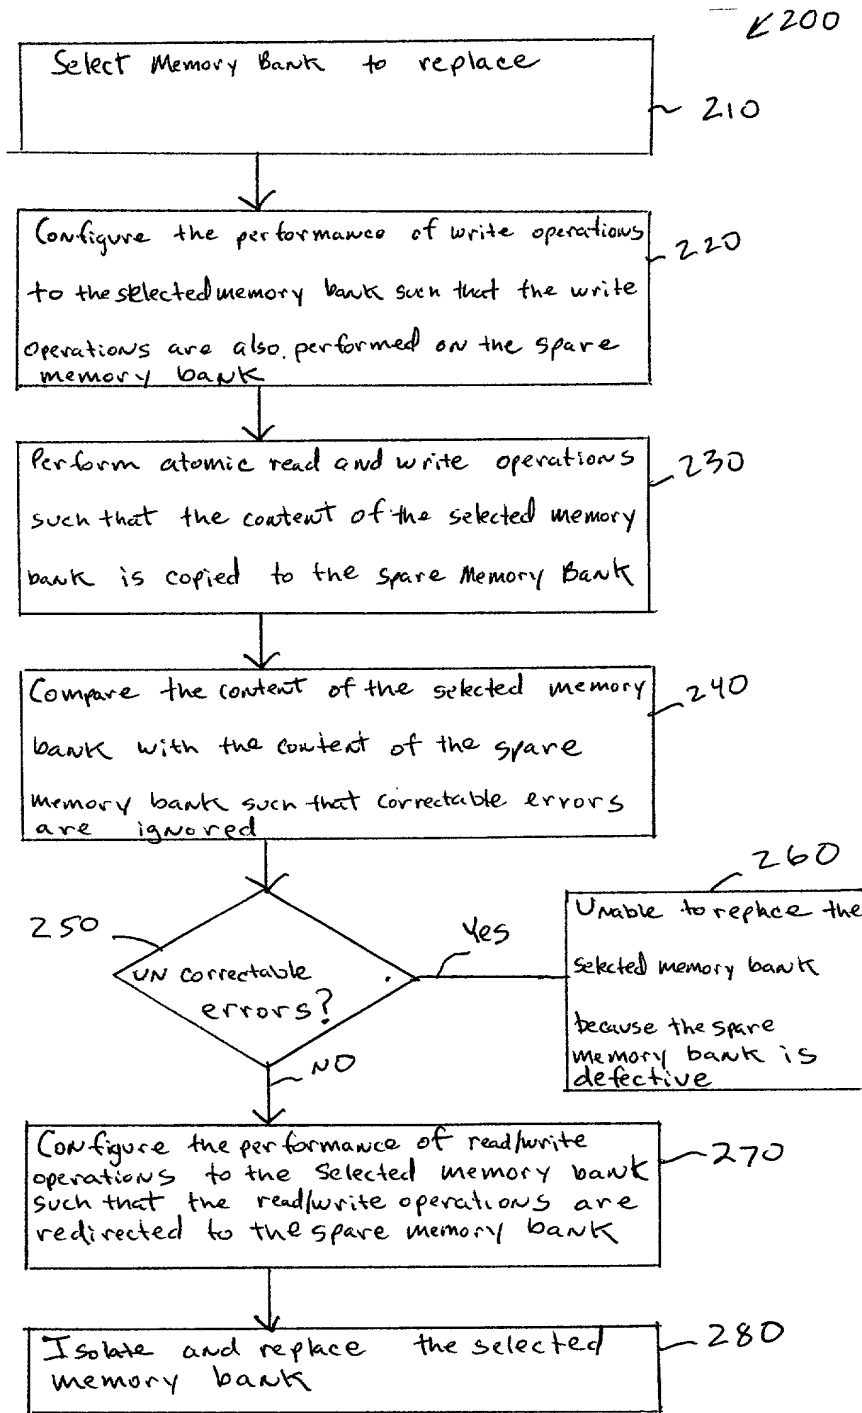 200
Select Memory Bank to replace
210
Configure the performance of write operations
220
to the selected memory bank such that the write
operations are also performed on the spare
memory bank
Perform atomic read and write operations
230
such that the content of the selected memory
bank is copied to the spare Memory Bank
Compare the content of the selected memory
240
bank with the content of the spare
memory bank such that correctable errors
are ignored
260
250
Yes
Unable to replace the
selected memory bank
because the spare
memory bank is
defective
UN correctable
errors?
NO
Configure the performance of read/write
270
operations to the Selected memory bank
such that the read/write operations are
redirected to the spare memory bank
Isolate and replace the selected
280
memory bank